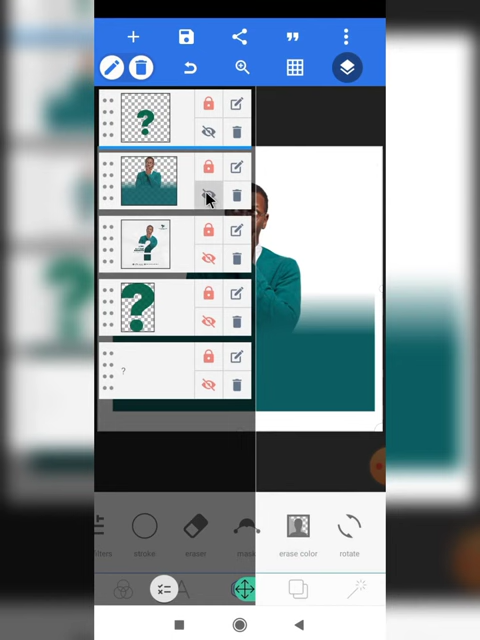 ?
filters
stroke
eraser
mask
erase color
rotate
A